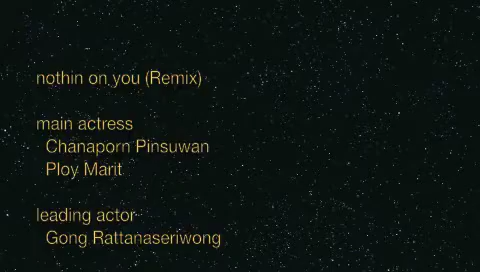 nothin on you (Remix)
main actress
Chanaporn Pinsuwan
Ploy Marit
leading actor
Gong Rattanaseriwong